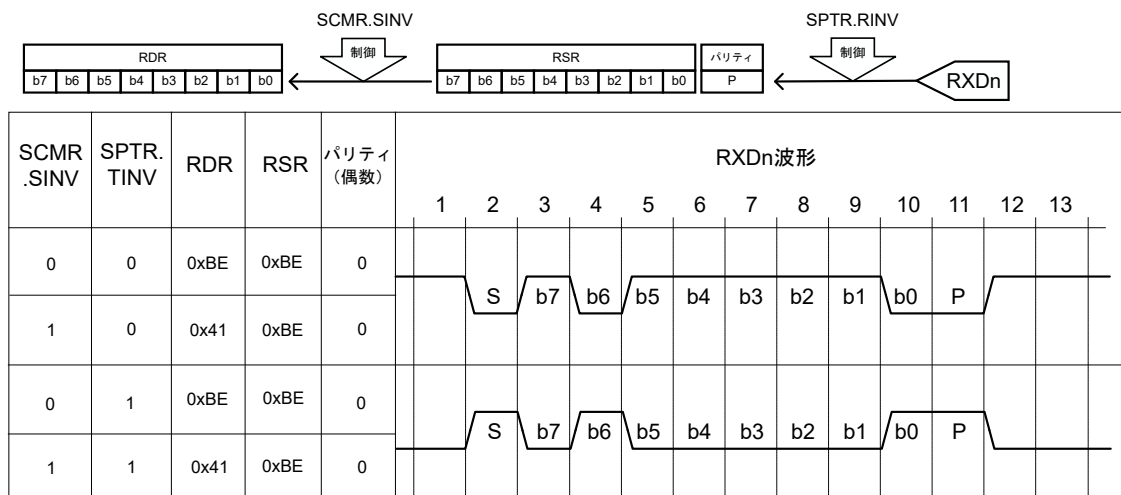 SCMR.SINV
SPTR.RINV
RDR
制御
RSR
パリティ
制御
b7 b6 b5 b4 b3 b2 b1 b0
b7 b6 b5 b4 b3 b2 b1 b0
P
RXDn
SCMR .SINV
SPTR. TINV
RDR
RSR
パリティ (偶数)
RXDn波形
1 2 3 4 5 6 7 8 9 10 11 12 13
0 0 0xBE 0xBE 0
S b7 b6 b5 b4 b3 b2 b1 b0 P
1 0 0x41 0xBE 0
0 1 0xBE 0xBE 0
S b7 b6 b5 b4 b3 b2 b1 b0 P
1 1 0x41 0xBE 0